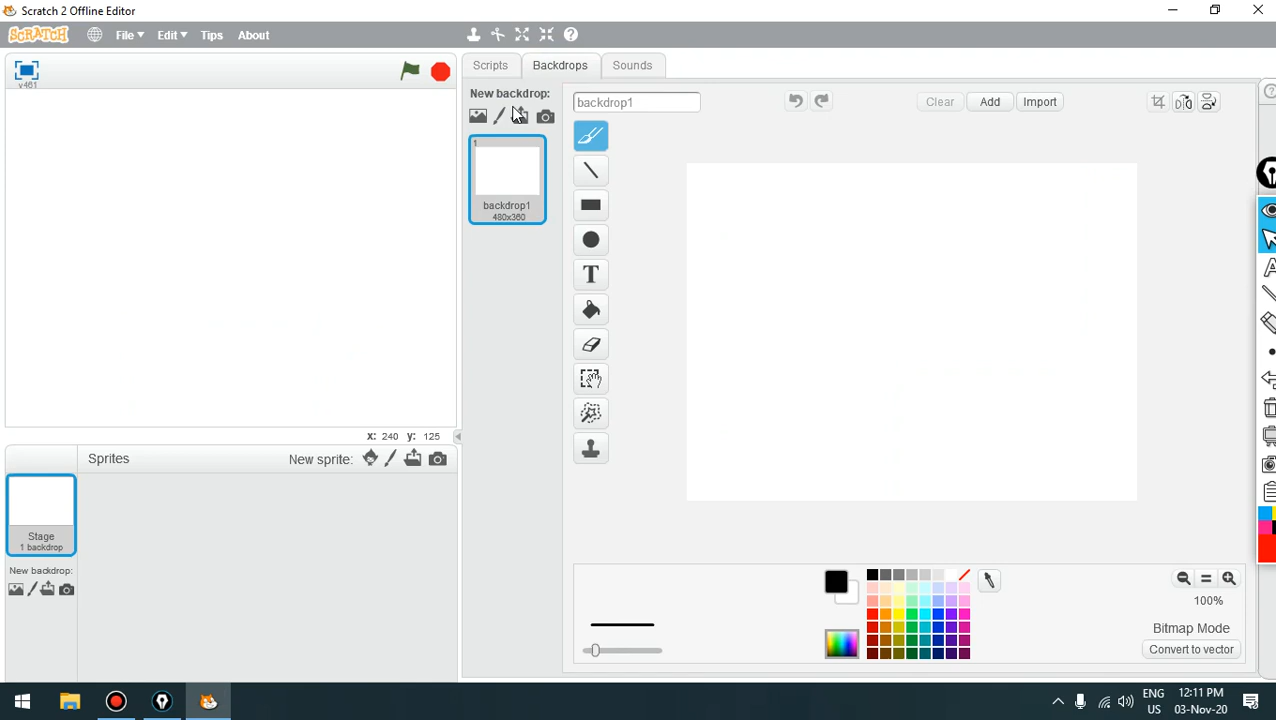 Scratch 2 Offline Editor
SCRATCH File Edit Tips About
v461
Scripts Backdrops Sounds
New backdrop:
backdrop1
Clear Add Import
1
backdrop1
480x360
T
x: 240 y: 125
Sprites New sprite:
Stage
1 backdrop
New backdrop:
100%
Bitmap Mode
Convert to vector
ENG
US
12:11 PM
03-Nov-20